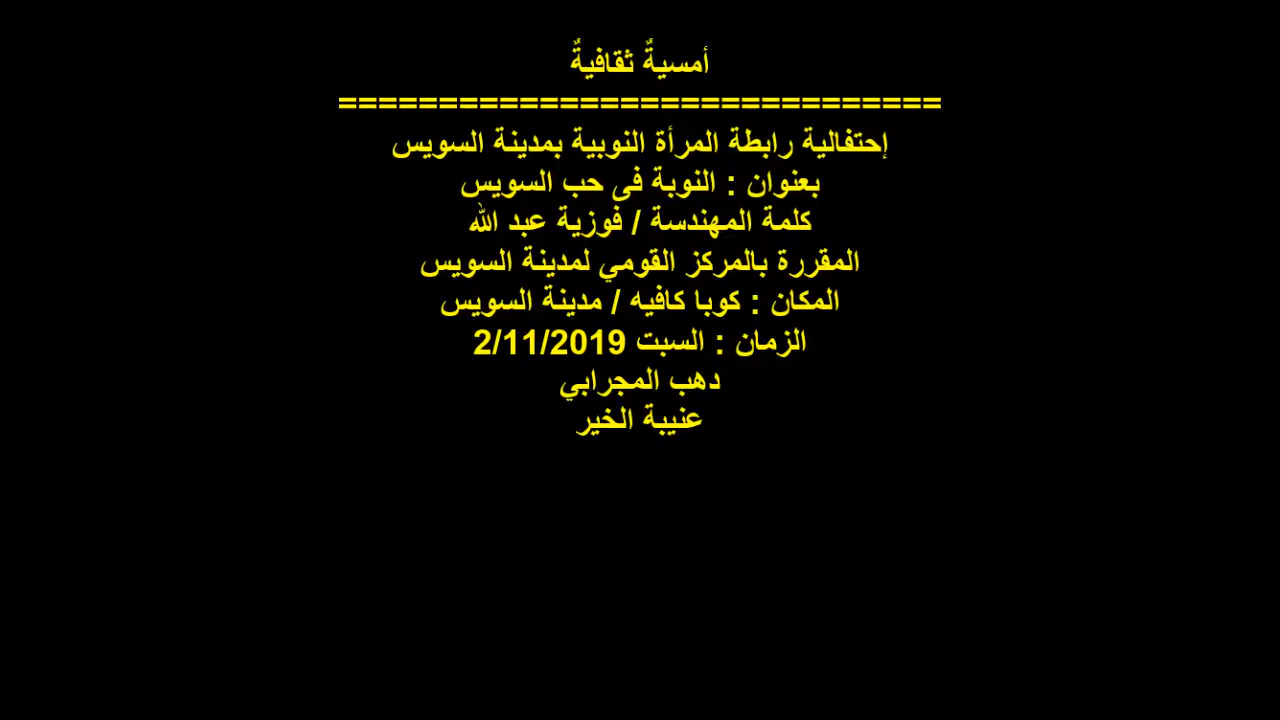 أمسيةٌ ثقافيةٌ
==============================
إحتفالية رابطة المرأة النوبية بمدينة السويس
بعنوان : النوبة فى حب السويس
كلمة المهندسة / فوزية عبد الله
المقررة بالمركز القومي لمدينة السويس
المكان : كوبا كافيه / مدينة السويس
الزمان : السبت 2/11/2019
دهب المجرابي
عنيبة الخير